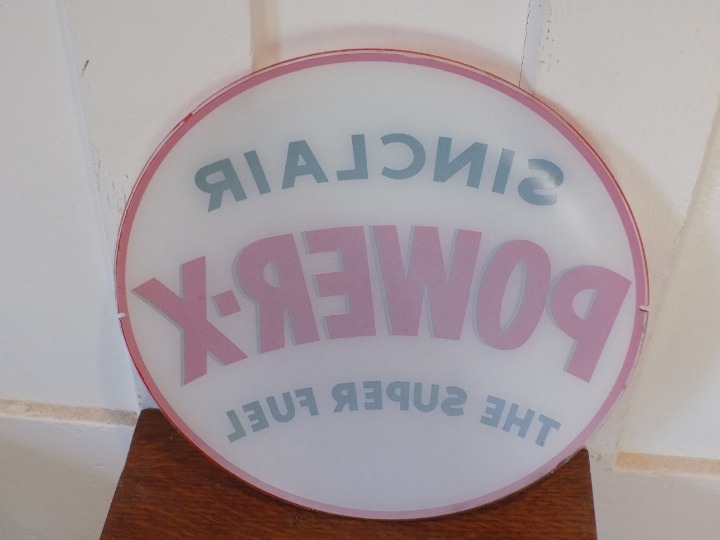 SINCLAIR
POWER-X
THE SUPER FUEL